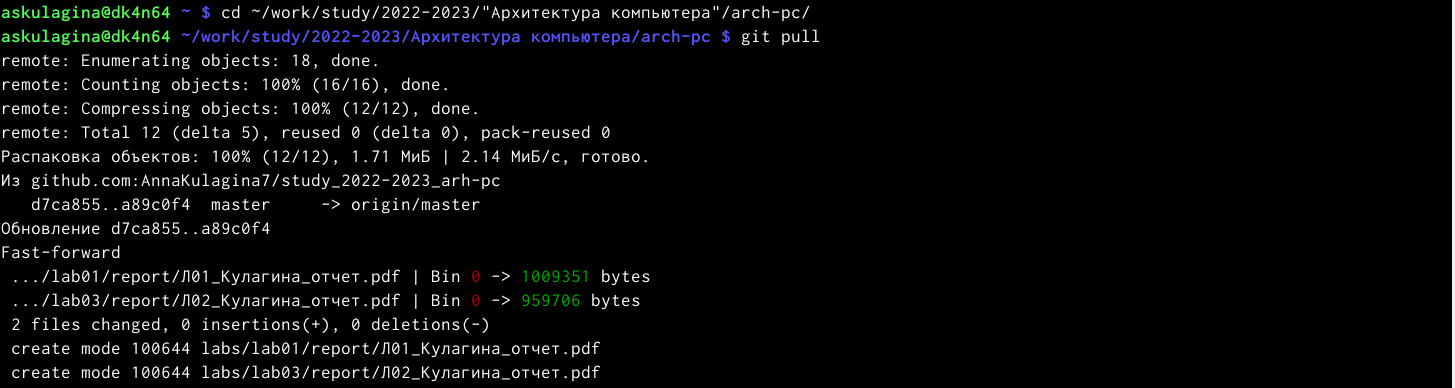 askulagina@dk4n64 ~ $ cd ~/work/study/2022-2023/"Архитектура компьютера"/arch-pc/
askulagina@dk4n64 ~/work/study/2022-2023/Архитектура компьютера/arch-pc $ git pull
remote: Enumerating objects: 18, done.
remote: Counting objects: 100% (16/16), done.
remote: Compressing objects: 100% (12/12), done.
remote: Total 12 (delta 5), reused 0 (delta 0), pack-reused 0
Распаковка объектов: 100% (12/12), 1.71 МиБ | 2.14 МиБ/с, готово.
Из github.com:AnnaKulagina7/study_2022-2023_arh-pc
   d7ca855..a89c0f4  master     -> origin/master
Обновление d7ca855..a89c0f4
Fast-forward
 .../lab01/report/Л01_Кулагина_отчет.pdf | Bin 0 -> 1009351 bytes
 .../lab03/report/Л02_Кулагина_отчет.pdf | Bin 0 -> 959706 bytes
 2 files changed, 0 insertions(+), 0 deletions(-)
 create mode 100644 labs/lab01/report/Л01_Кулагина_отчет.pdf
 create mode 100644 labs/lab03/report/Л02_Кулагина_отчет.pdf